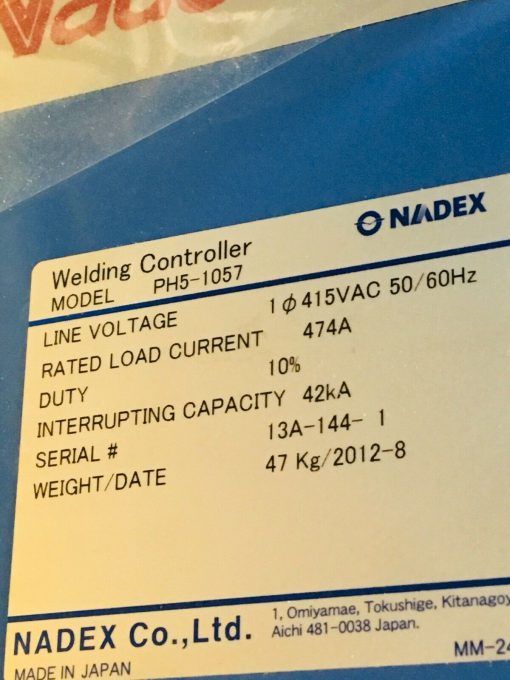 NADEX
Welding Controller
MODEL PH5-1057
LINE VOLTAGE 1φ415VAC 50/60Hz
RATED LOAD CURRENT 474A
DUTY 10%
INTERRUPTING CAPACITY 42kA
SERIAL # 13A-144- 1
WEIGHT/DATE 47 Kg/2012-8
NADEX Co.,Ltd.
1, Omiyamae, Tokushige, Kitanagoy
Aichi 481-0038 Japan.
MADE IN JAPAN
MM-24